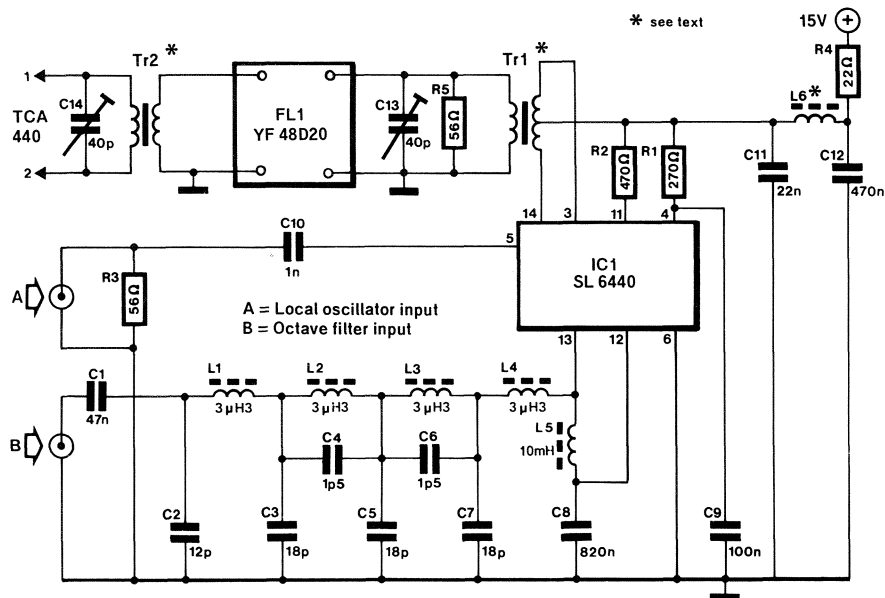 * see text
15V
R4
22Ω
Tr2 *
Tr1 *
L6*
1
C14
40p
TCA
440
2
FL1
YF 48D20
C13
40p
R5
56Ω
R2
470Ω
R1
270Ω
C11
22n
C12
470n
14
3
11
4
C10
1n
5
IC1
SL 6440
R3
56Ω
A
A = Local oscillator input
B = Octave filter input
13
12
6
C1
47n
L1
3µH3
L2
3µH3
L3
3µH3
L4
3µH3
B
C4
1p5
C6
1p5
L5
10mH
C2
12p
C3
18p
C5
18p
C7
18p
C8
820n
C9
100n